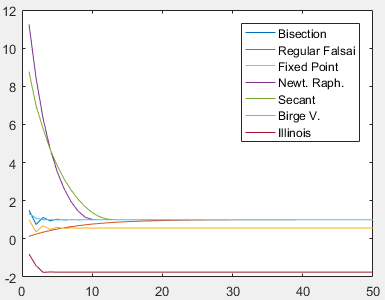 12
10
8
6
4
2
0
-2
0 10 20 30 40 50
Bisection
Regular Falsai
Fixed Point
Newt. Raph.
Secant
Birge V.
Illinois